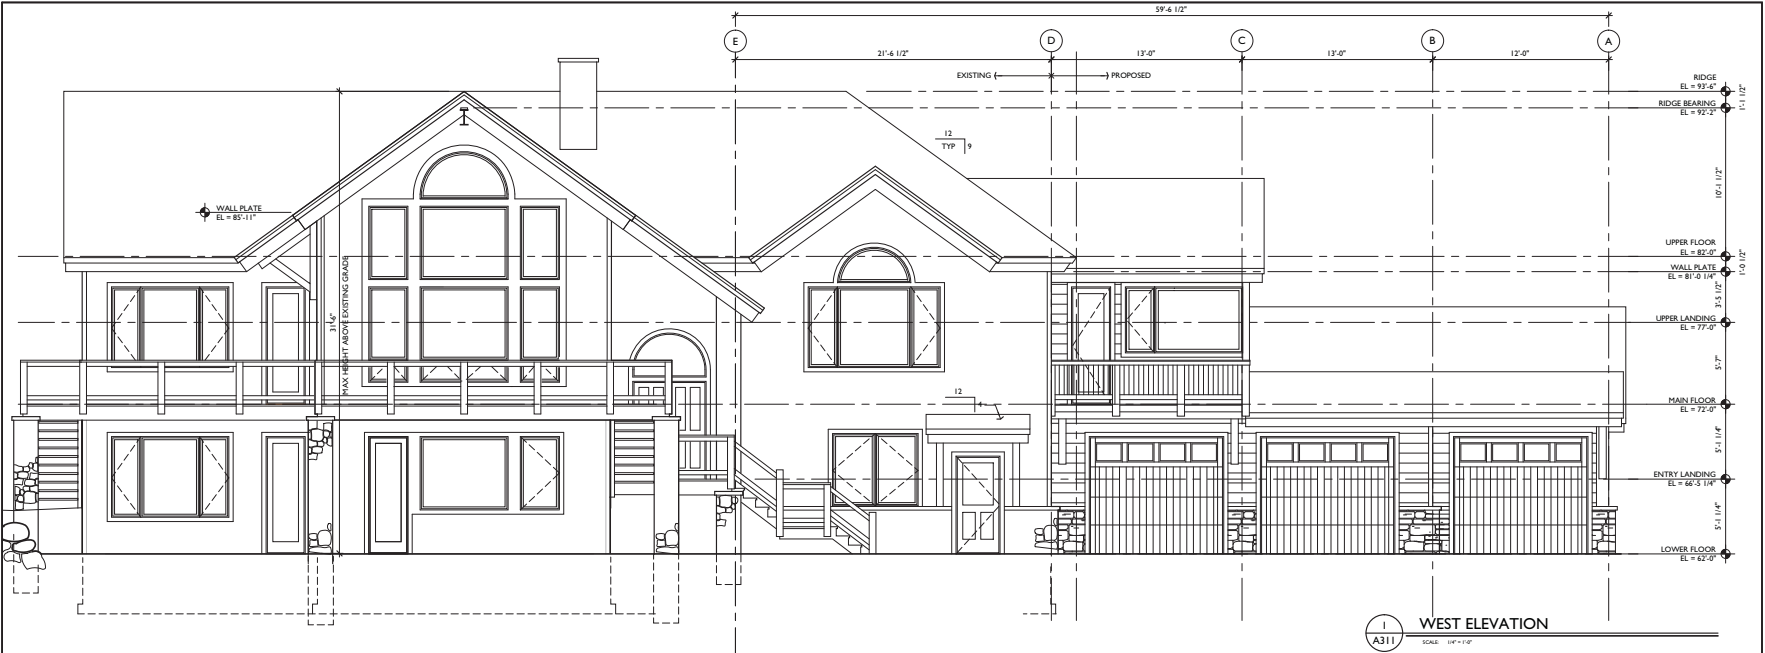 59'-6 1/2"
E
D
C
B
A
21'-6 1/2"
13'-0"
13'-0"
12'-0"
EXISTING
PROPOSED
RIDGE
EL = 93'-6"
1'-1 1/2"
RIDGE BEARING
EL = 92'-2"
12
TYP
9
10'-1 1/2"
WALL PLATE
EL = 85'-11"
UPPER FLOOR
EL = 82'-0"
1'-0 1/2"
WALL PLATE
EL = 81'-0 1/4"
3'-5 1/2"
31'-6"
MAX HEIGHT ABOVE EXISTING GRADE
UPPER LANDING
EL = 77'-0"
5'-7"
12
4
MAIN FLOOR
EL = 72'-0"
5'-1 1/4"
ENTRY LANDING
EL = 66'-5 1/4"
5'-1 1/4"
LOWER FLOOR
EL = 62'-0"
1
A311
WEST ELEVATION
SCALE: 1/4" = 1'-0"